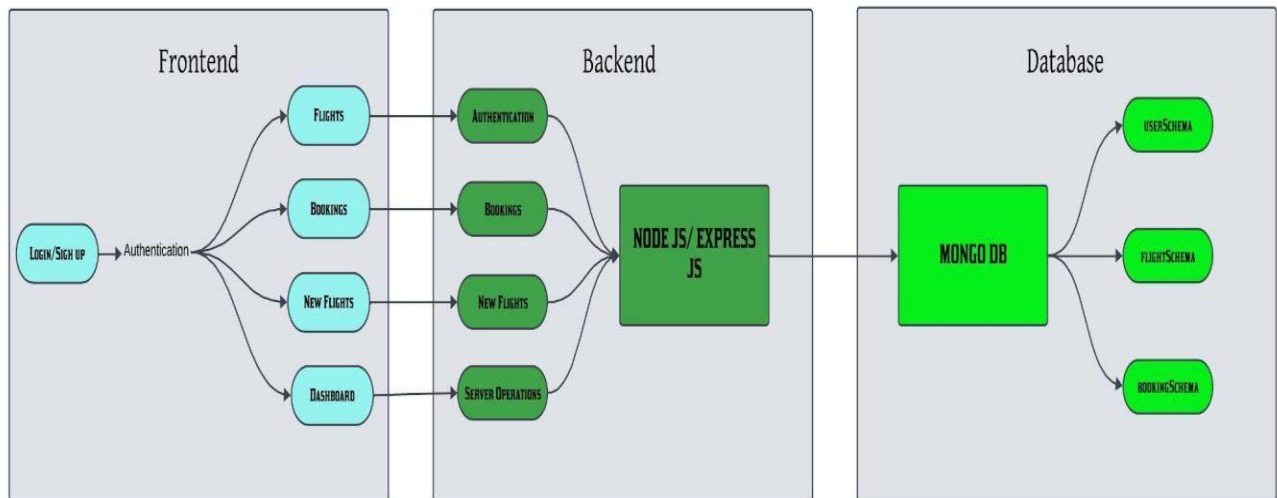 Frontend
Backend
Database
Login/Sigh up
Authentication
Flights
Bookings
New Flights
Dashboard
Authentication
Bookings
New Flights
Server Operations
NODE JS/ EXPRESS
JS
MONGO DB
userSchema
flightSchema
bookingSchema